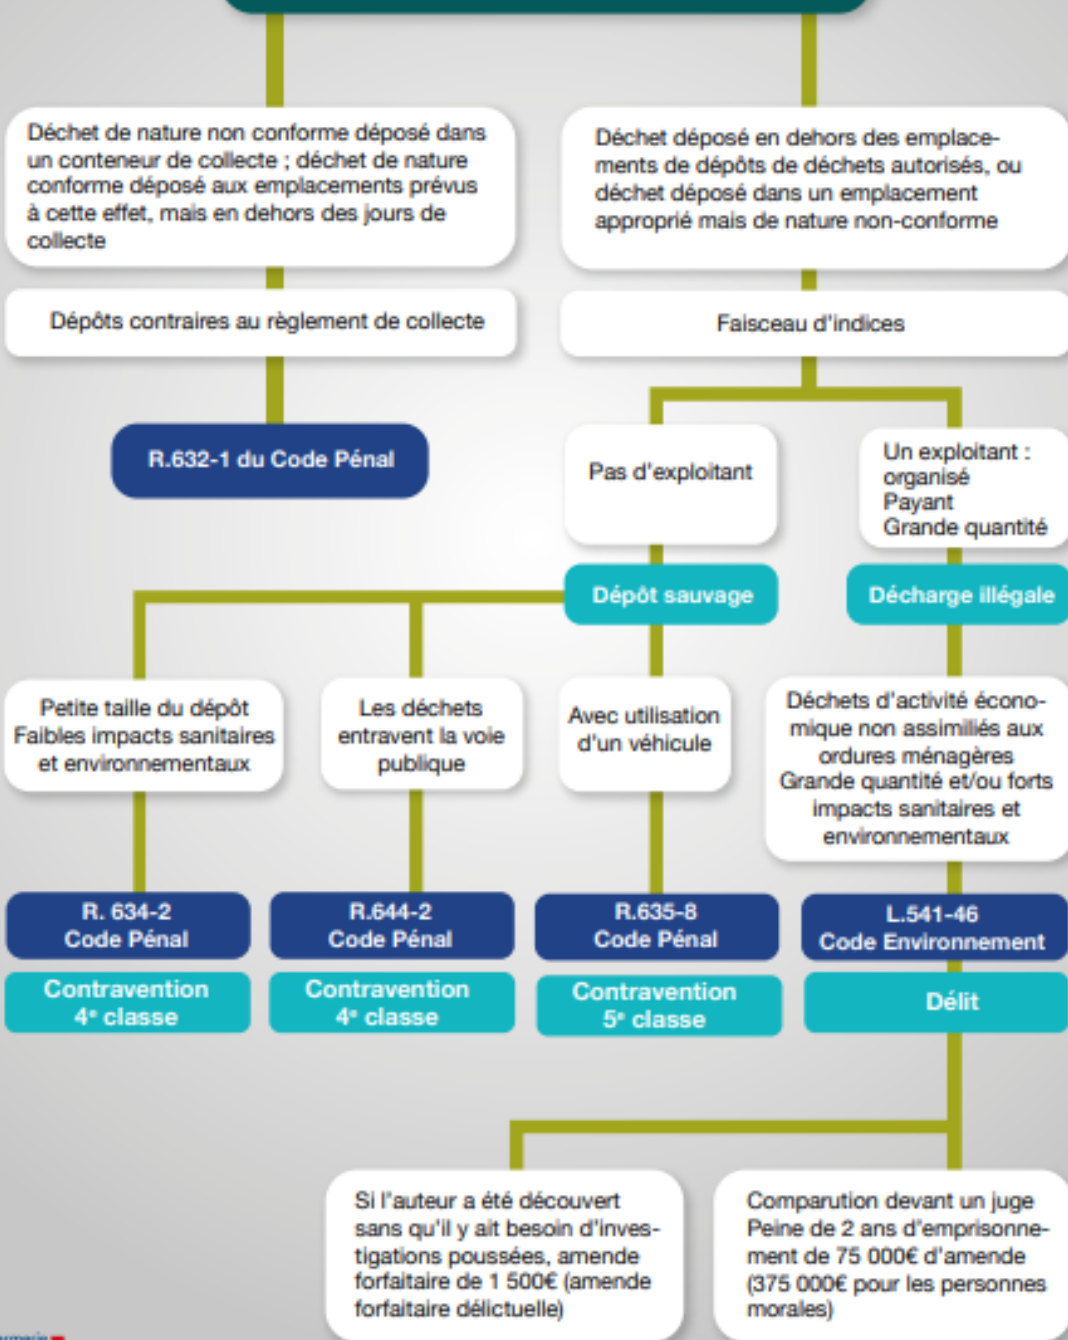 Déchet de nature non conforme déposé dans
un conteneur de collecte ; déchet de nature
conforme déposé aux emplacements prévus
à cette effet, mais en dehors des jours de
collecte
Déchet déposé en dehors des emplace-
ments de dépôts de déchets autorisés, ou
déchet déposé dans un emplacement
approprié mais de nature non-conforme
Dépôts contraires au règlement de collecte
Faisceau d'indices
R.632-1 du Code Pénal
Pas d'exploitant
Un exploitant :
organisé
Payant
Grande quantité
Dépôt sauvage
Décharge illégale
Petite taille du dépôt
Faibles impacts sanitaires
et environnementaux
Les déchets
entravent la voie
publique
Avec utilisation
d'un véhicule
Déchets d'activité écono-
mique non assimiliés aux
ordures ménagères
Grande quantité et/ou forts
impacts sanitaires et
environnementaux
R. 634-2
Code Pénal
R.644-2
Code Pénal
R.635-8
Code Pénal
L.541-46
Code Environnement
Contravention
4e classe
Contravention
4e classe
Contravention
5e classe
Délit
Si l'auteur a été découvert
sans qu'il y ait besoin d'inves-
tigations poussées, amende
forfaitaire de 1 500€ (amende
forfaitaire délictuelle)
Comparution devant un juge
Peine de 2 ans d'emprisonne-
ment de 75 000€ d'amende
(375 000€ pour les personnes
morales)